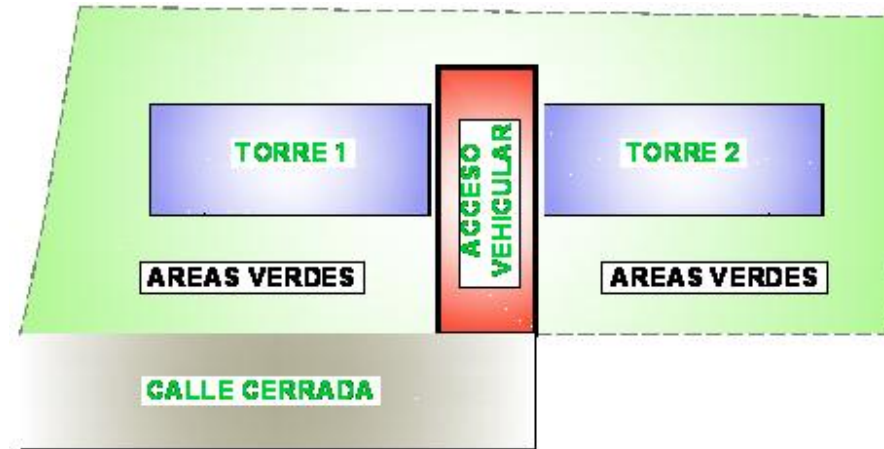 TORRE 1
ACCESO
VEHICULAR
TORRE 2
AREAS VERDES
AREAS VERDES
CALLE CERRADA